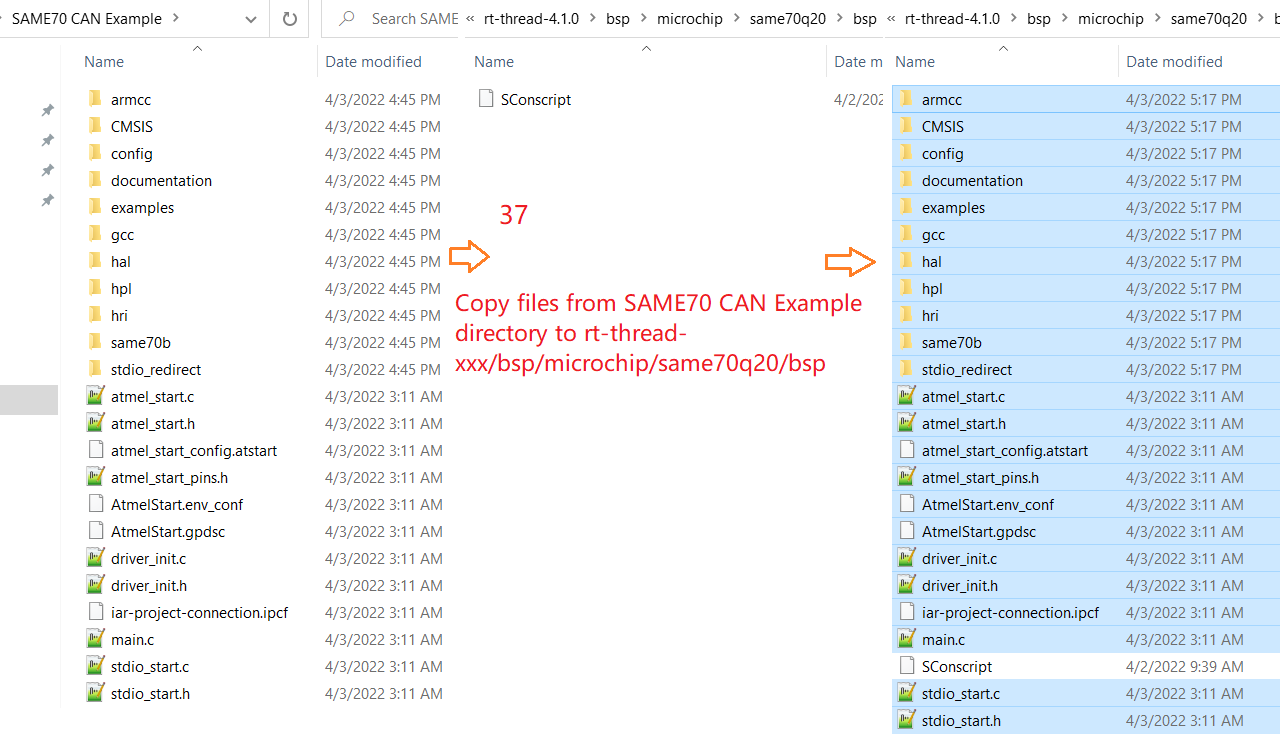 SAME70 CAN Example
Search SAME
« rt-thread-4.1.0 > bsp > microchip > same70q20 > bsp
« rt-thread-4.1.0 > bsp > microchip > same70q20 >
Name Date modified
armcc 4/3/2022 4:45 PM
CMSIS 4/3/2022 4:45 PM
config 4/3/2022 4:45 PM
documentation 4/3/2022 4:45 PM
examples 4/3/2022 4:45 PM
gcc 4/3/2022 4:45 PM
hal 4/3/2022 4:45 PM
hpl 4/3/2022 4:45 PM
hri 4/3/2022 4:45 PM
same70b 4/3/2022 4:45 PM
stdio_redirect 4/3/2022 4:45 PM
atmel_start.c 4/3/2022 3:11 AM
atmel_start.h 4/3/2022 3:11 AM
atmel_start_config.atstart 4/3/2022 3:11 AM
atmel_start_pins.h 4/3/2022 3:11 AM
AtmelStart.env_conf 4/3/2022 3:11 AM
AtmelStart.gpdsc 4/3/2022 3:11 AM
driver_init.c 4/3/2022 3:11 AM
driver_init.h 4/3/2022 3:11 AM
iar-project-connection.ipcf 4/3/2022 3:11 AM
main.c 4/3/2022 3:11 AM
stdio_start.c 4/3/2022 3:11 AM
stdio_start.h 4/3/2022 3:11 AM
Name Date m
SConscript 4/2/202
37
Copy files from SAME70 CAN Example
directory to rt-thread-
xxx/bsp/microchip/same70q20/bsp
Name Date modified
armcc 4/3/2022 5:17 PM
CMSIS 4/3/2022 5:17 PM
config 4/3/2022 5:17 PM
documentation 4/3/2022 5:17 PM
examples 4/3/2022 5:17 PM
gcc 4/3/2022 5:17 PM
hal 4/3/2022 5:17 PM
hpl 4/3/2022 5:17 PM
hri 4/3/2022 5:17 PM
same70b 4/3/2022 5:17 PM
stdio_redirect 4/3/2022 5:17 PM
atmel_start.c 4/3/2022 3:11 AM
atmel_start.h 4/3/2022 3:11 AM
atmel_start_config.atstart 4/3/2022 3:11 AM
atmel_start_pins.h 4/3/2022 3:11 AM
AtmelStart.env_conf 4/3/2022 3:11 AM
AtmelStart.gpdsc 4/3/2022 3:11 AM
driver_init.c 4/3/2022 3:11 AM
driver_init.h 4/3/2022 3:11 AM
iar-project-connection.ipcf 4/3/2022 3:11 AM
main.c 4/3/2022 3:11 AM
SConscript 4/2/2022 9:39 AM
stdio_start.c 4/3/2022 3:11 AM
stdio_start.h 4/3/2022 3:11 AM